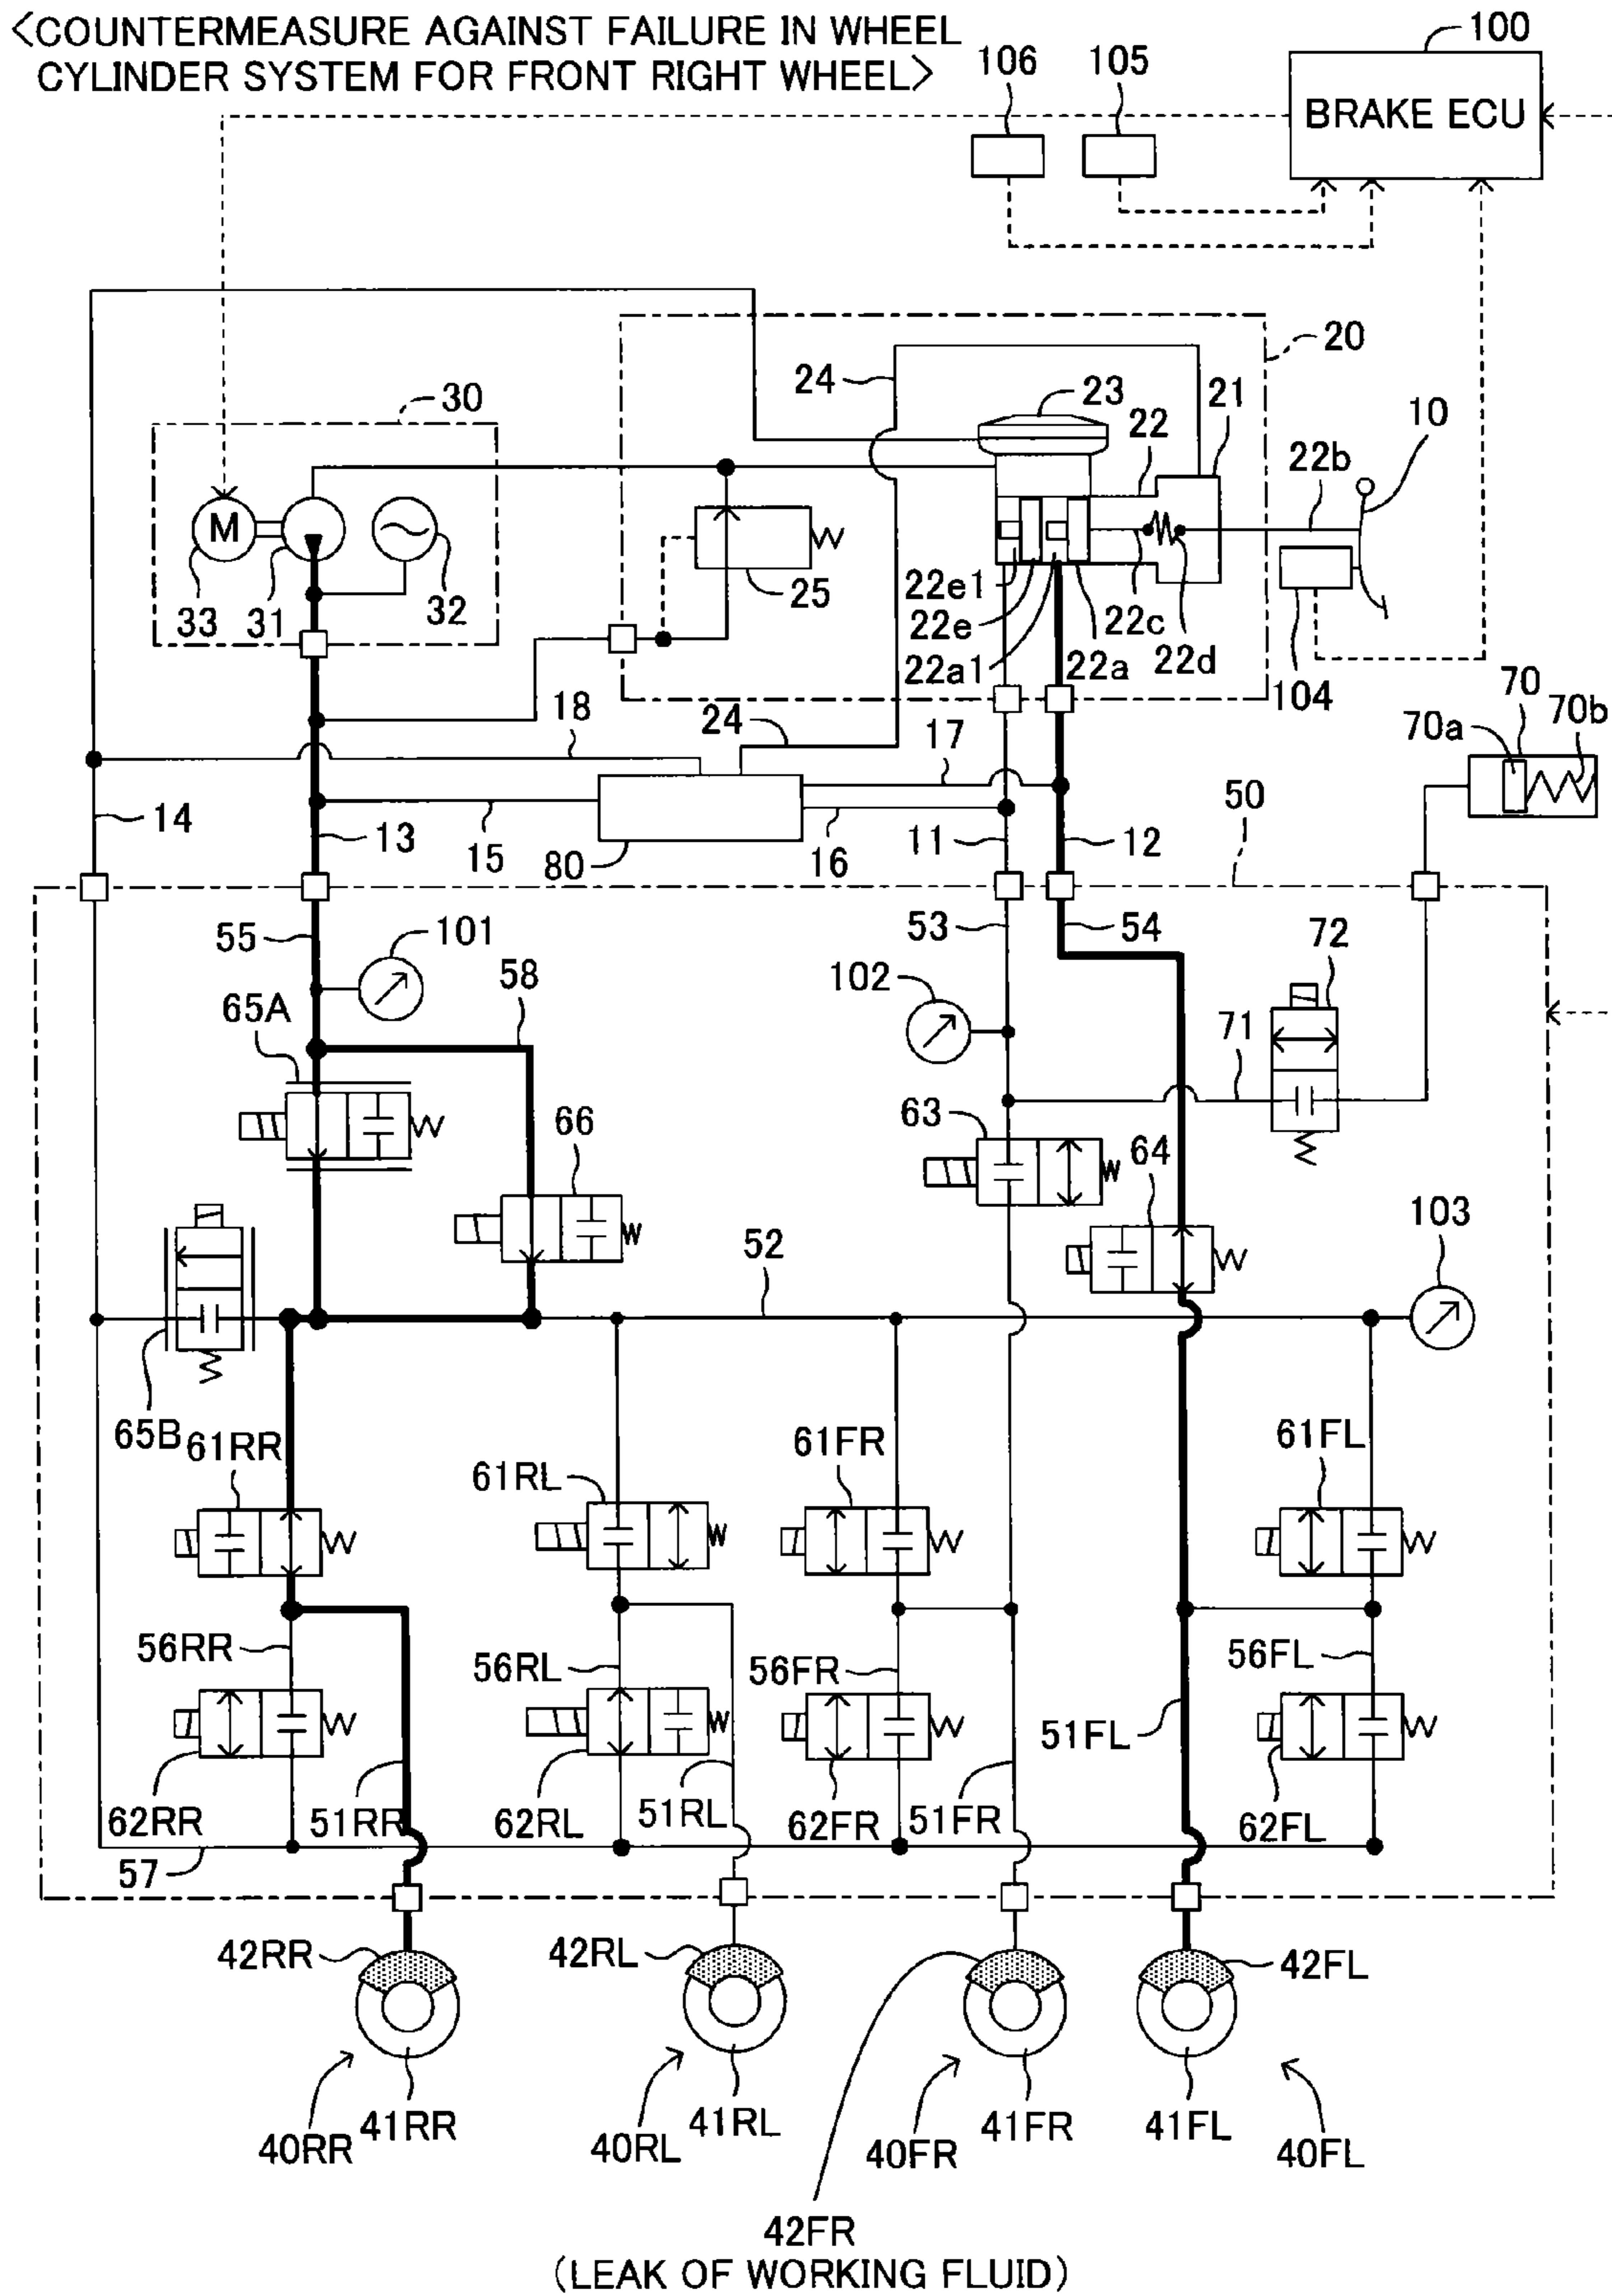 <COUNTERMEASURE AGAINST FAILURE IN WHEEL
CYLINDER SYSTEM FOR FRONT RIGHT WHEEL>
106
105
100
BRAKE ECU
20
24
23
21
22
22b
10
30
M
33
31
32
25
22e1
22e
22a1
22c
22a
22d
104
70
70a
70b
18
24
17
14
13
15
80
16
11
12
50
55
101
58
53
54
72
102
65A
71
66
63
64
52
103
65B
61RR
61RL
61FR
61FL
56RR
56RL
56FR
56FL
51FL
62RR
51RR
62RL
51RL
62FR
51FR
62FL
57
42RR
42RL
42FL
40RR
41RR
40RL
41RL
40FR
41FR
41FL
40FL
42FR
(LEAK OF WORKING FLUID)